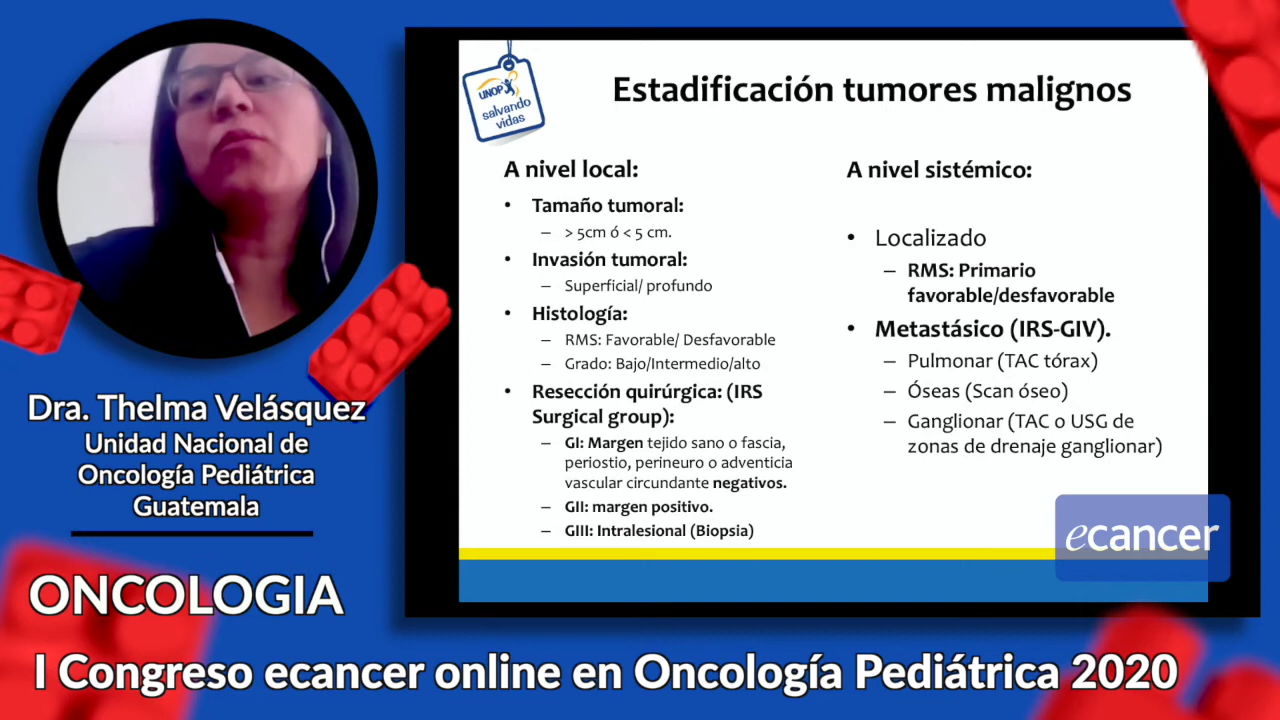 UNOP
salvando
vidas
Estadificación tumores malignos
A nivel local:
• Tamaño tumoral:
– > 5cm ó < 5 cm.
• Invasión tumoral:
– Superficial/ profundo
• Histología:
– RMS: Favorable/ Desfavorable
– Grado: Bajo/Intermedio/alto
• Resección quirúrgica: (IRS
Surgical group):
– GI: Margen tejido sano o fascia,
periostio, perineuro o adventicia
vascular circundante negativos.
– GII: margen positivo.
– GIII: Intralesional (Biopsia)
A nivel sistémico:
• Localizado
– RMS: Primario
favorable/desfavorable
• Metastásico (IRS-GIV).
– Pulmonar (TAC tórax)
– Óseas (Scan óseo)
– Ganglionar (TAC o USG de
zonas de drenaje ganglionar)
ecancer
Dra. Thelma Velásquez
Unidad Nacional de
Oncología Pediátrica
Guatemala
ONCOLOGIA
I Congreso ecancer online en Oncología Pediátrica 2020